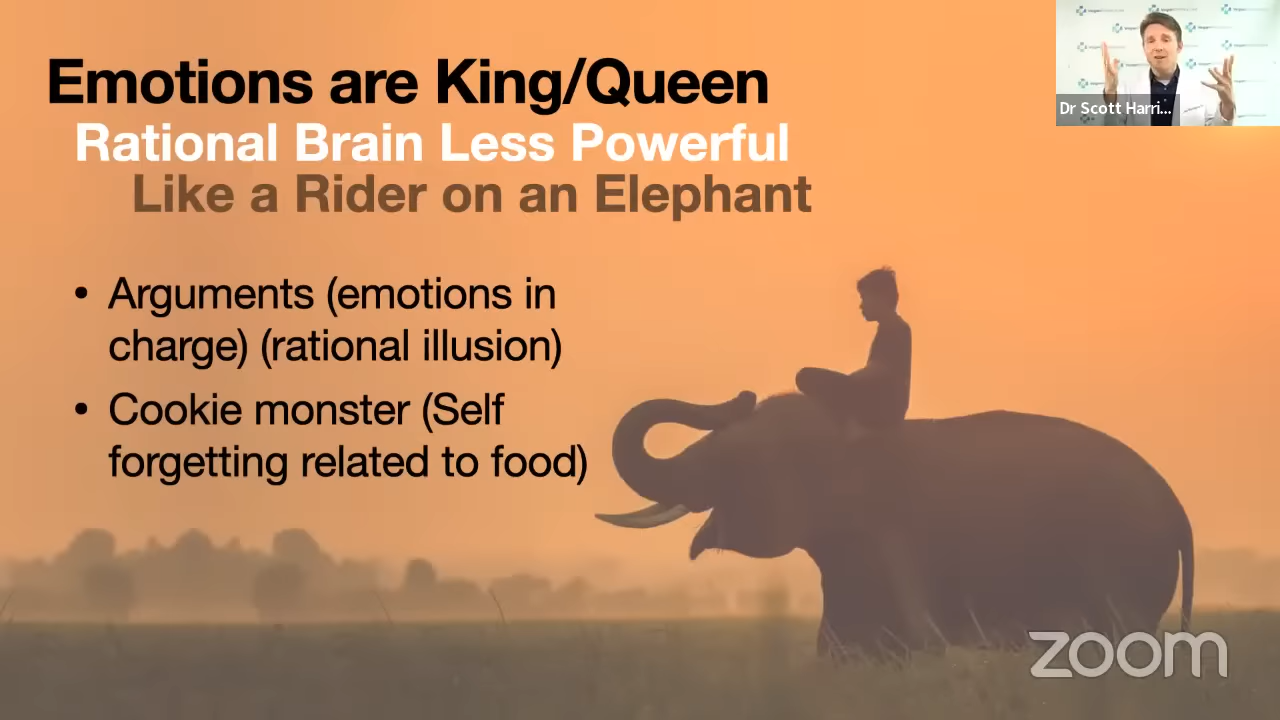 Emotions are King/Queen
Rational Brain Less Powerful
Like a Rider on an Elephant
• Arguments (emotions in
charge) (rational illusion)
• Cookie monster (Self
forgetting related to food)
Dr Scott Harri...
zoom